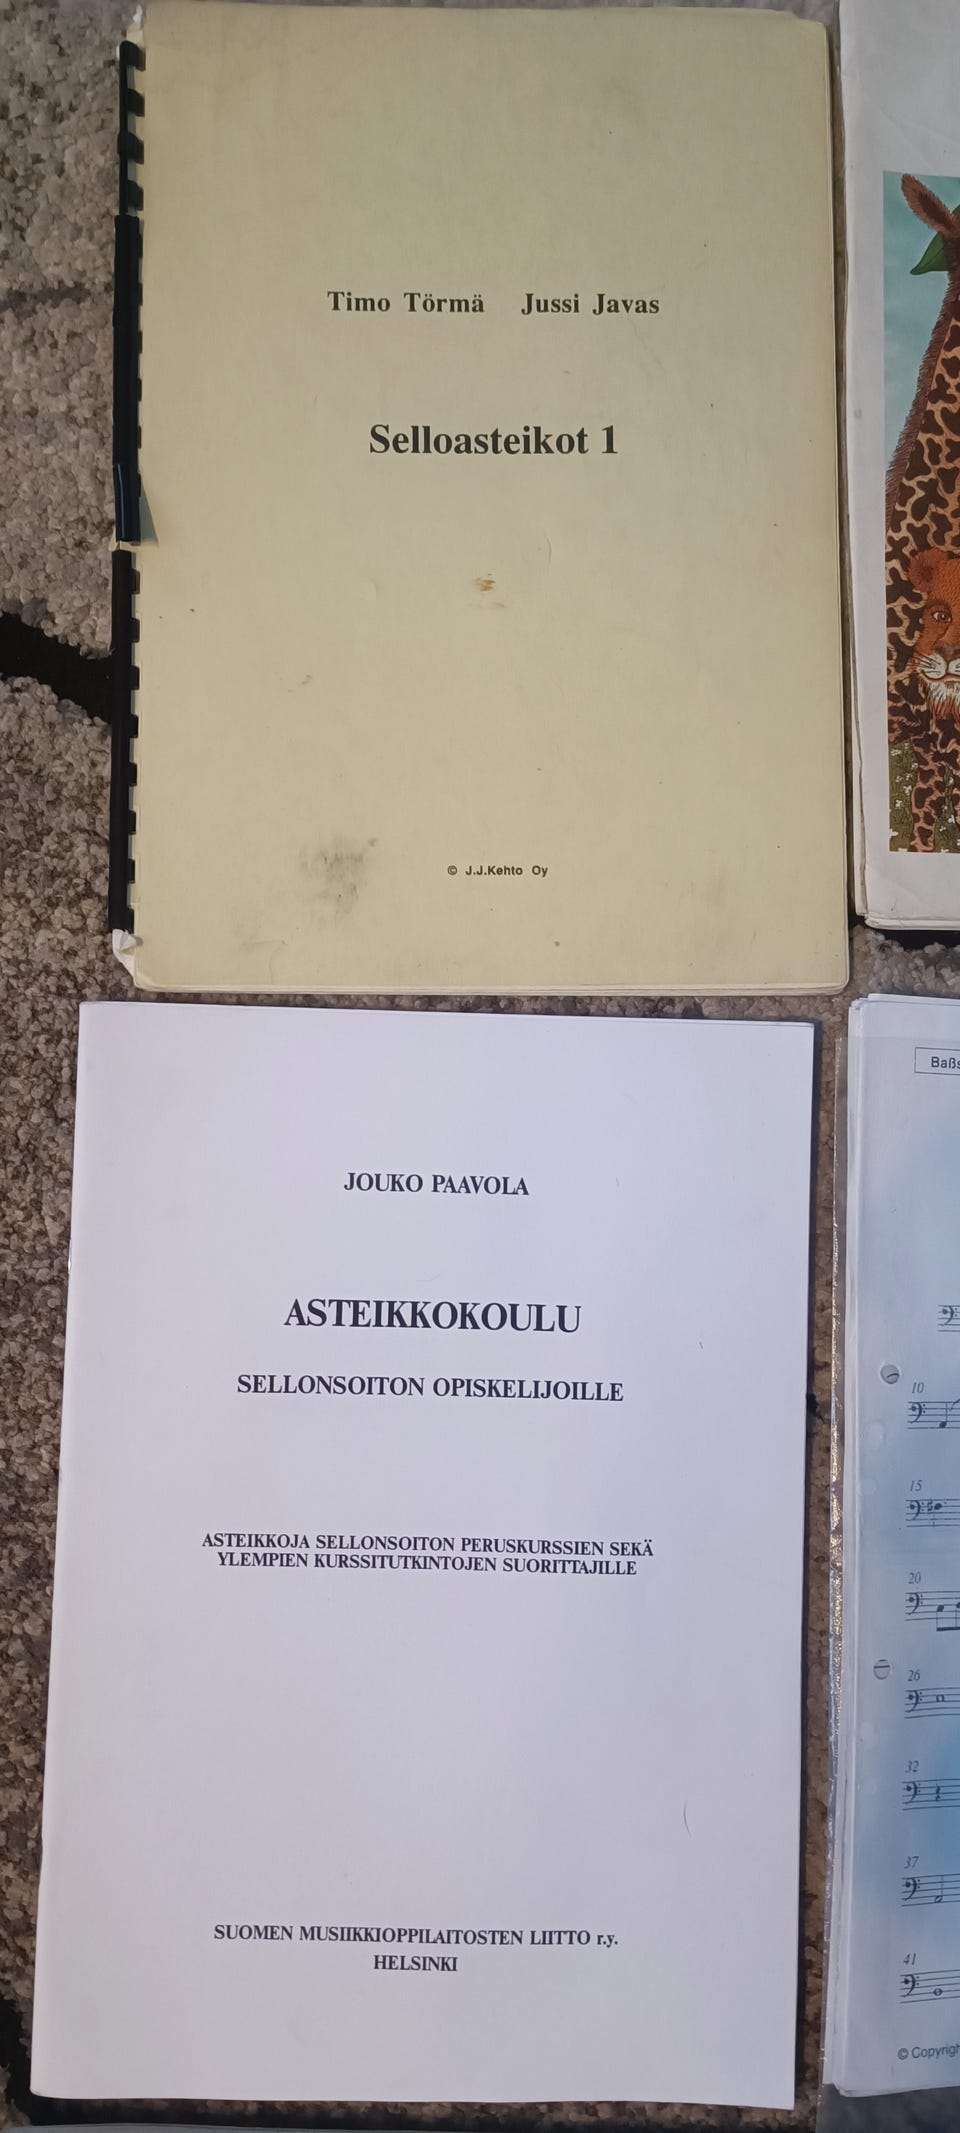 Timo Törmä Jussi Javas
Selloasteikot 1
© J.J.Kehto Oy
JOUKO PAAVOLA
ASTEIKKOKOULU
SELLONSOITON OPISKELIJOILLE
ASTEIKKOJA SELLONSOITON PERUSKURSSIEN SEKÄ
YLEMPIEN KURSSITUTKINTOJEN SUORITTAJILLE
SUOMEN MUSIIKKIOPPILAITOSTEN LIITTO r.y.
HELSINKI
10
15
20
26
32
37
41
©